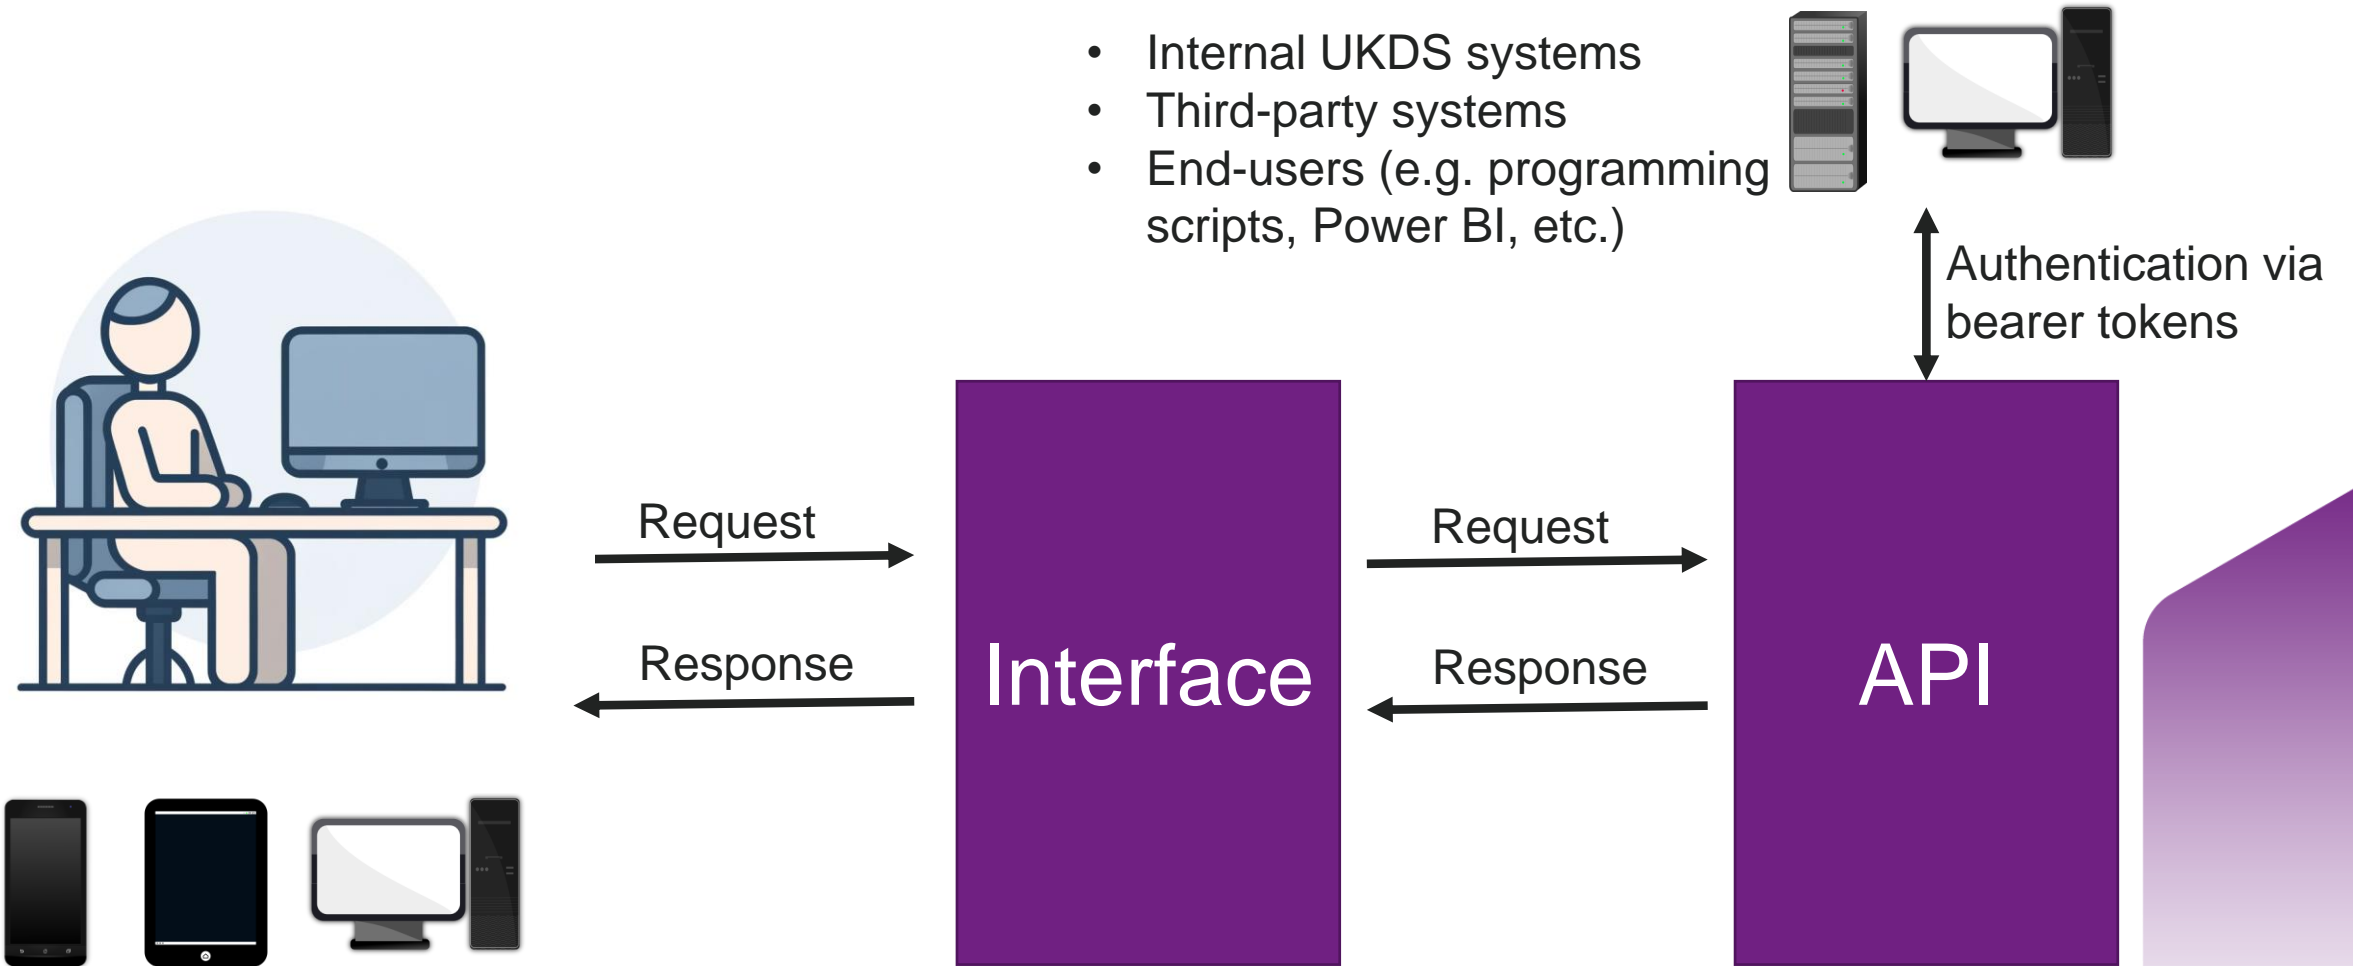 • Internal UKDS systems
• Third-party systems
• End-users (e.g. programming
scripts, Power BI, etc.)
Authentication via
bearer tokens
Request
Response
Interface
Request
Response
API